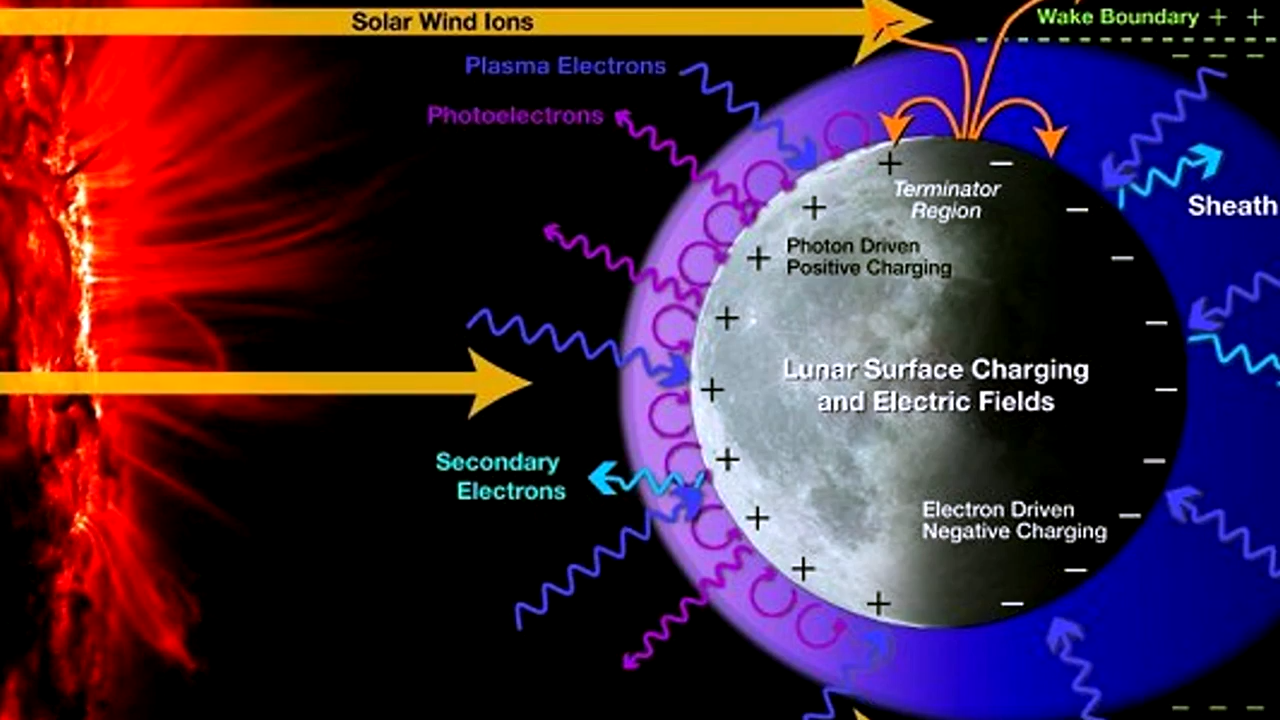 Solar Wind Ions
Wake Boundary + +
Plasma Electrons
Photoelectrons
Terminator
Region
Sheath
Photon Driven
Positive Charging
Lunar Surface Charging
and Electric Fields
Secondary
Electrons
Electron Driven
Negative Charging